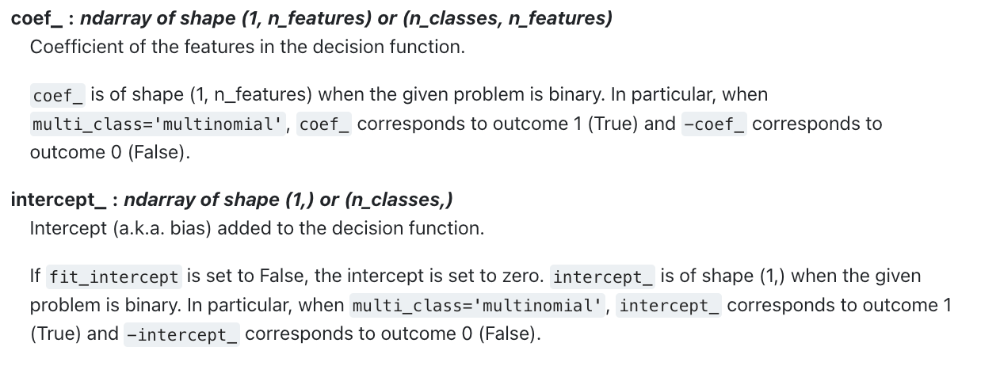 coef_ : ndarray of shape (1, n_features) or (n_classes, n_features)
Coefficient of the features in the decision function.
coef_ is of shape (1, n_features) when the given problem is binary. In particular, when
multi_class='multinomial', coef_ corresponds to outcome 1 (True) and -coef_ corresponds to
outcome 0 (False).
intercept_ : ndarray of shape (1,) or (n_classes,)
Intercept (a.k.a. bias) added to the decision function.
If fit_intercept is set to False, the intercept is set to zero. intercept_ is of shape (1,) when the given
problem is binary. In particular, when multi_class='multinomial', intercept_ corresponds to outcome 1
(True) and -intercept_ corresponds to outcome 0 (False).